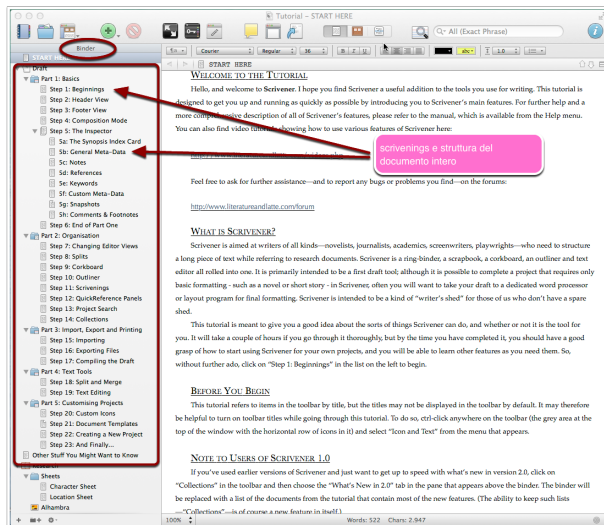 Tutorial – START HERE
All (Exact Phrase)
Binder
Courier
Regular
36
B I U
abc
1.0
START HERE
START HERE
Draft
Part 1: Basics
Step 1: Beginnings
Step 2: Header View
Step 3: Footer View
Step 4: Composition Mode
Step 5: The Inspector
5a: The Synopsis Index Card
5b: General Meta-Data
5c: Notes
5d: References
5e: Keywords
5f: Custom Meta-Data
5g: Snapshots
5h: Comments & Footnotes
Step 6: End of Part One
Part 2: Organisation
Step 7: Changing Editor Views
Step 8: Splits
Step 9: Corkboard
Step 10: Outliner
Step 11: Scrivenings
Step 12: QuickReference Panels
Step 13: Project Search
Step 14: Collections
Part 3: Import, Export and Printing
Step 15: Importing
Step 16: Exporting Files
Step 17: Compiling the Draft
Part 4: Text Tools
Step 18: Split and Merge
Step 19: Text Editing
Part 5: Customising Projects
Step 20: Custom Icons
Step 21: Document Templates
Step 22: Creating a New Project
Step 23: And Finally...
Other Stuff You Might Want to Know
Research
Sheets
Character Sheet
Location Sheet
Alhambra
WELCOME TO THE TUTORIAL
Hello, and welcome to Scrivener. I hope you find Scrivener a useful addition to the tools you use for writing. This tutorial is
designed to get you up and running as quickly as possible by introducing you to Scrivener's main features. For further help and a
more comprehensive description of all of Scrivener's features, please refer to the manual, which is available from the Help menu.
You can also find video tutorials showing how to use various features of Scrivener here:
scrivenings e struttura del
documento intero
Feel free to ask for further assistance—and to report any bugs or problems you find—on the forums:
http://www.literatureandlatte.com/forum
WHAT IS SCRIVENER?
Scrivener is aimed at writers of all kinds—novelists, journalists, academics, screenwriters, playwrights—who need to structure
a long piece of text while referring to research documents. Scrivener is a ring-binder, a scrapbook, a corkboard, an outliner and text
editor all rolled into one. It is primarily intended to be a first draft tool; although it is possible to complete a project that requires only
basic formatting - such as a novel or short story - in Scrivener, often you will want to take your draft to a dedicated word processor
or layout program for final formatting. Scrivener is intended to be a kind of "writer's shed" for those of us who don't have a spare
shed.
This tutorial is meant to give you a good idea about the sorts of things Scrivener can do, and whether or not it is the tool for
you. It will take a couple of hours if you go through it thoroughly, but by the time you have completed it, you should have a good
grasp of how to start using Scrivener for your own projects, and you will be able to learn other features as you need them. So,
without further ado, click on "Step 1: Beginnings" in the list on the left to begin.
BEFORE YOU BEGIN
This tutorial refers to items in the toolbar by title, but the titles may not be displayed in the toolbar by default. It may therefore
be helpful to turn on toolbar titles while going through this tutorial. To do so, ctrl-click anywhere on the toolbar (the grey area at the
top of the window with the horizontal row of icons in it) and select "Icon and Text" from the menu that appears.
NOTE TO USERS OF SCRIVENER 1.0
If you've used earlier versions of Scrivener and just want to get up to speed with what's new in version 2.0, click on
"Collections" in the toolbar and then choose the "What's New in 2.0" tab in the pane that appears above the binder. The binder will
be replaced with a list of the documents from the tutorial that contain most of the new features. (The ability to keep such lists
—"Collections"—is of course a new feature in itself.)
100%
Words: 522 Chars: 2.947